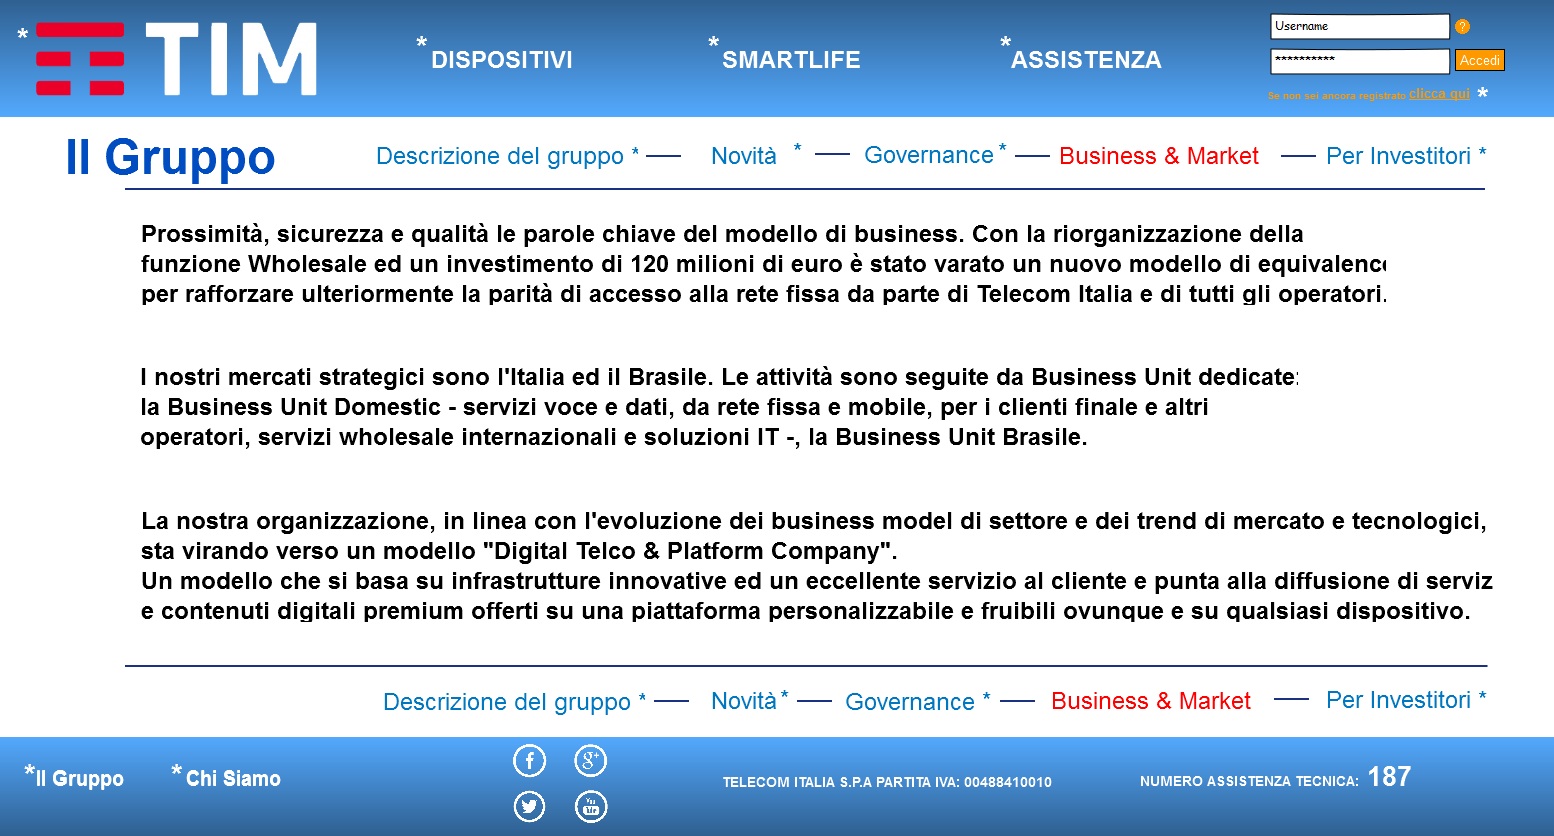 * TIM
*DISPOSITIVI
*SMARTLIFE
*ASSISTENZA
Username
?
**********
Accedi
Se non sei ancora registrato clicca qui *
Il Gruppo
Descrizione del gruppo * Novità * Governance * Business & Market Per Investitori *
Prossimità, sicurezza e qualità le parole chiave del modello di business. Con la riorganizzazione della
funzione Wholesale ed un investimento di 120 milioni di euro è stato varato un nuovo modello di equivalence
per rafforzare ulteriormente la parità di accesso alla rete fissa da parte di Telecom Italia e di tutti gli operatori.
I nostri mercati strategici sono l'Italia ed il Brasile. Le attività sono seguite da Business Unit dedicate:
la Business Unit Domestic - servizi voce e dati, da rete fissa e mobile, per i clienti finale e altri
operatori, servizi wholesale internazionali e soluzioni IT -, la Business Unit Brasile.
La nostra organizzazione, in linea con l'evoluzione dei business model di settore e dei trend di mercato e tecnologici,
sta virando verso un modello "Digital Telco & Platform Company".
Un modello che si basa su infrastrutture innovative ed un eccellente servizio al cliente e punta alla diffusione di serviz
e contenuti digitali premium offerti su una piattaforma personalizzabile e fruibili ovunque e su qualsiasi dispositivo.
Descrizione del gruppo * Novità * Governance * Business & Market Per Investitori *
*Il Gruppo
* Chi Siamo
f
g+
You Tube
TELECOM ITALIA S.P.A PARTITA IVA: 00488410010
NUMERO ASSISTENZA TECNICA: 187